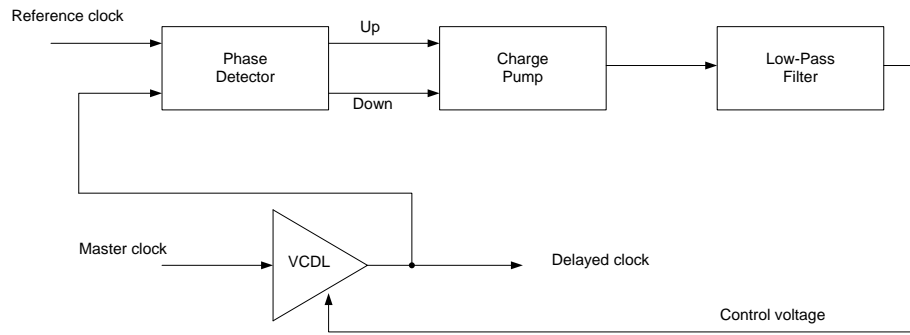 Reference clock
Up
Phase
Detector
Charge
Pump
Low-Pass
Filter
Down
Master clock
VCDL
Delayed clock
Control voltage